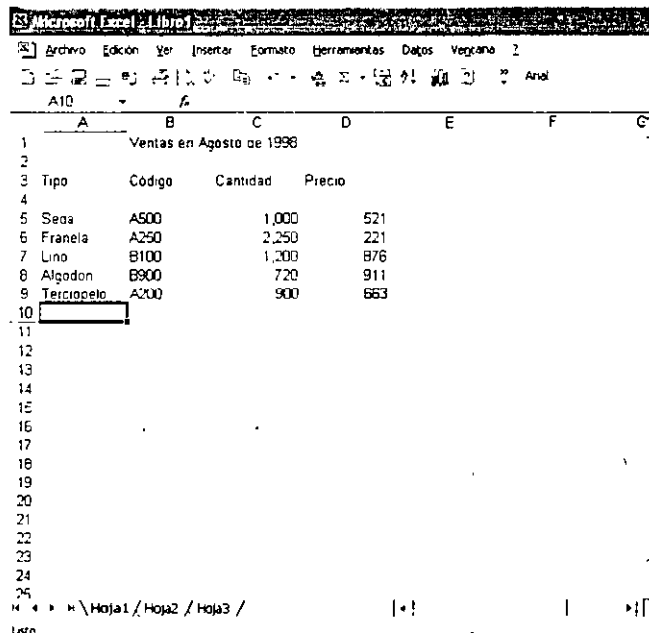 Microsoft Excel - Libro1
Archivo Edición Ver Insertar Formato Herramientas Datos Ventana ?
Σ Arial
A10 fx
A B C D E F G
1 Ventas en Agosto de 1998
2
3 Tipo Código Cantidad Precio
4
5 Seda A500 1,000 521
6 Franela A250 2,250 221
7 Lino B100 1,200 876
8 Algodon B900 720 911
9 Terciopelo A200 900 663
10
11
12
13
14
15
16
17
18
19
20
21
22
23
24
25
Hoja1 / Hoja2 / Hoja3 /
Listo